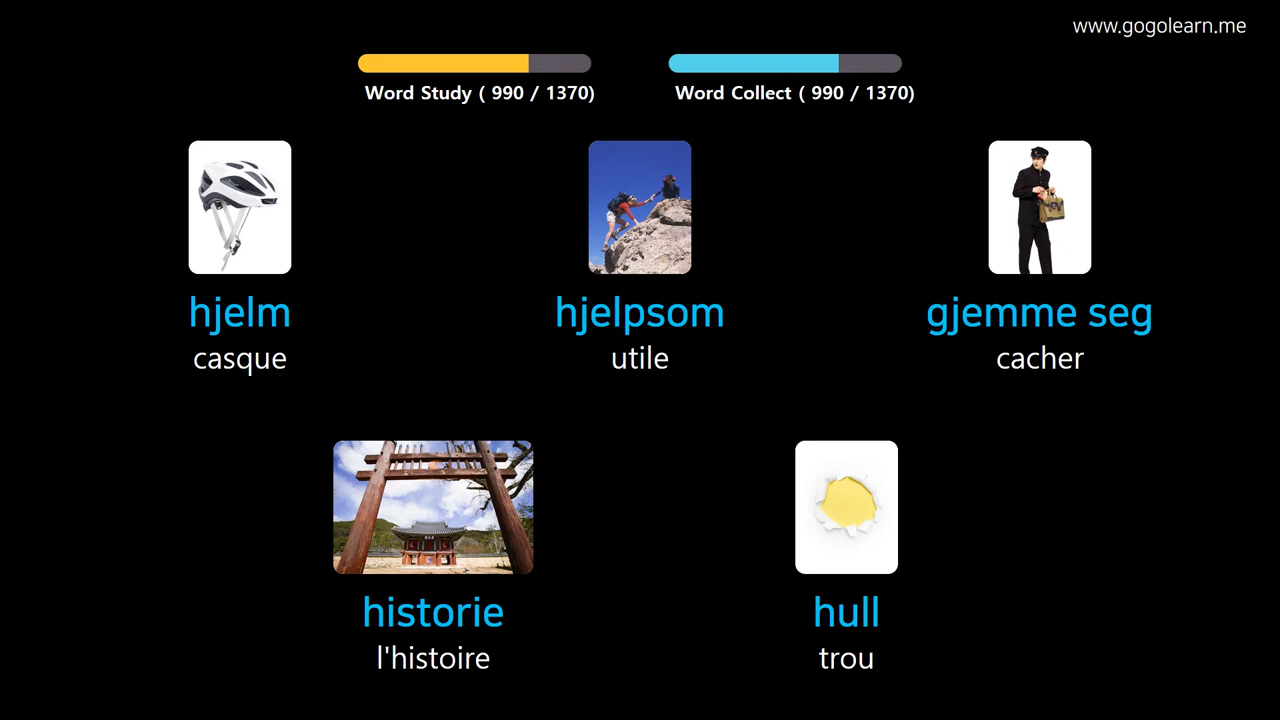 www.gogolearn.me
Word Study ( 990 / 1370)
Word Collect ( 990 / 1370)
hjelm
casque
hjelpsom
utile
gjemme seg
cacher
historie
l'histoire
hull
trou